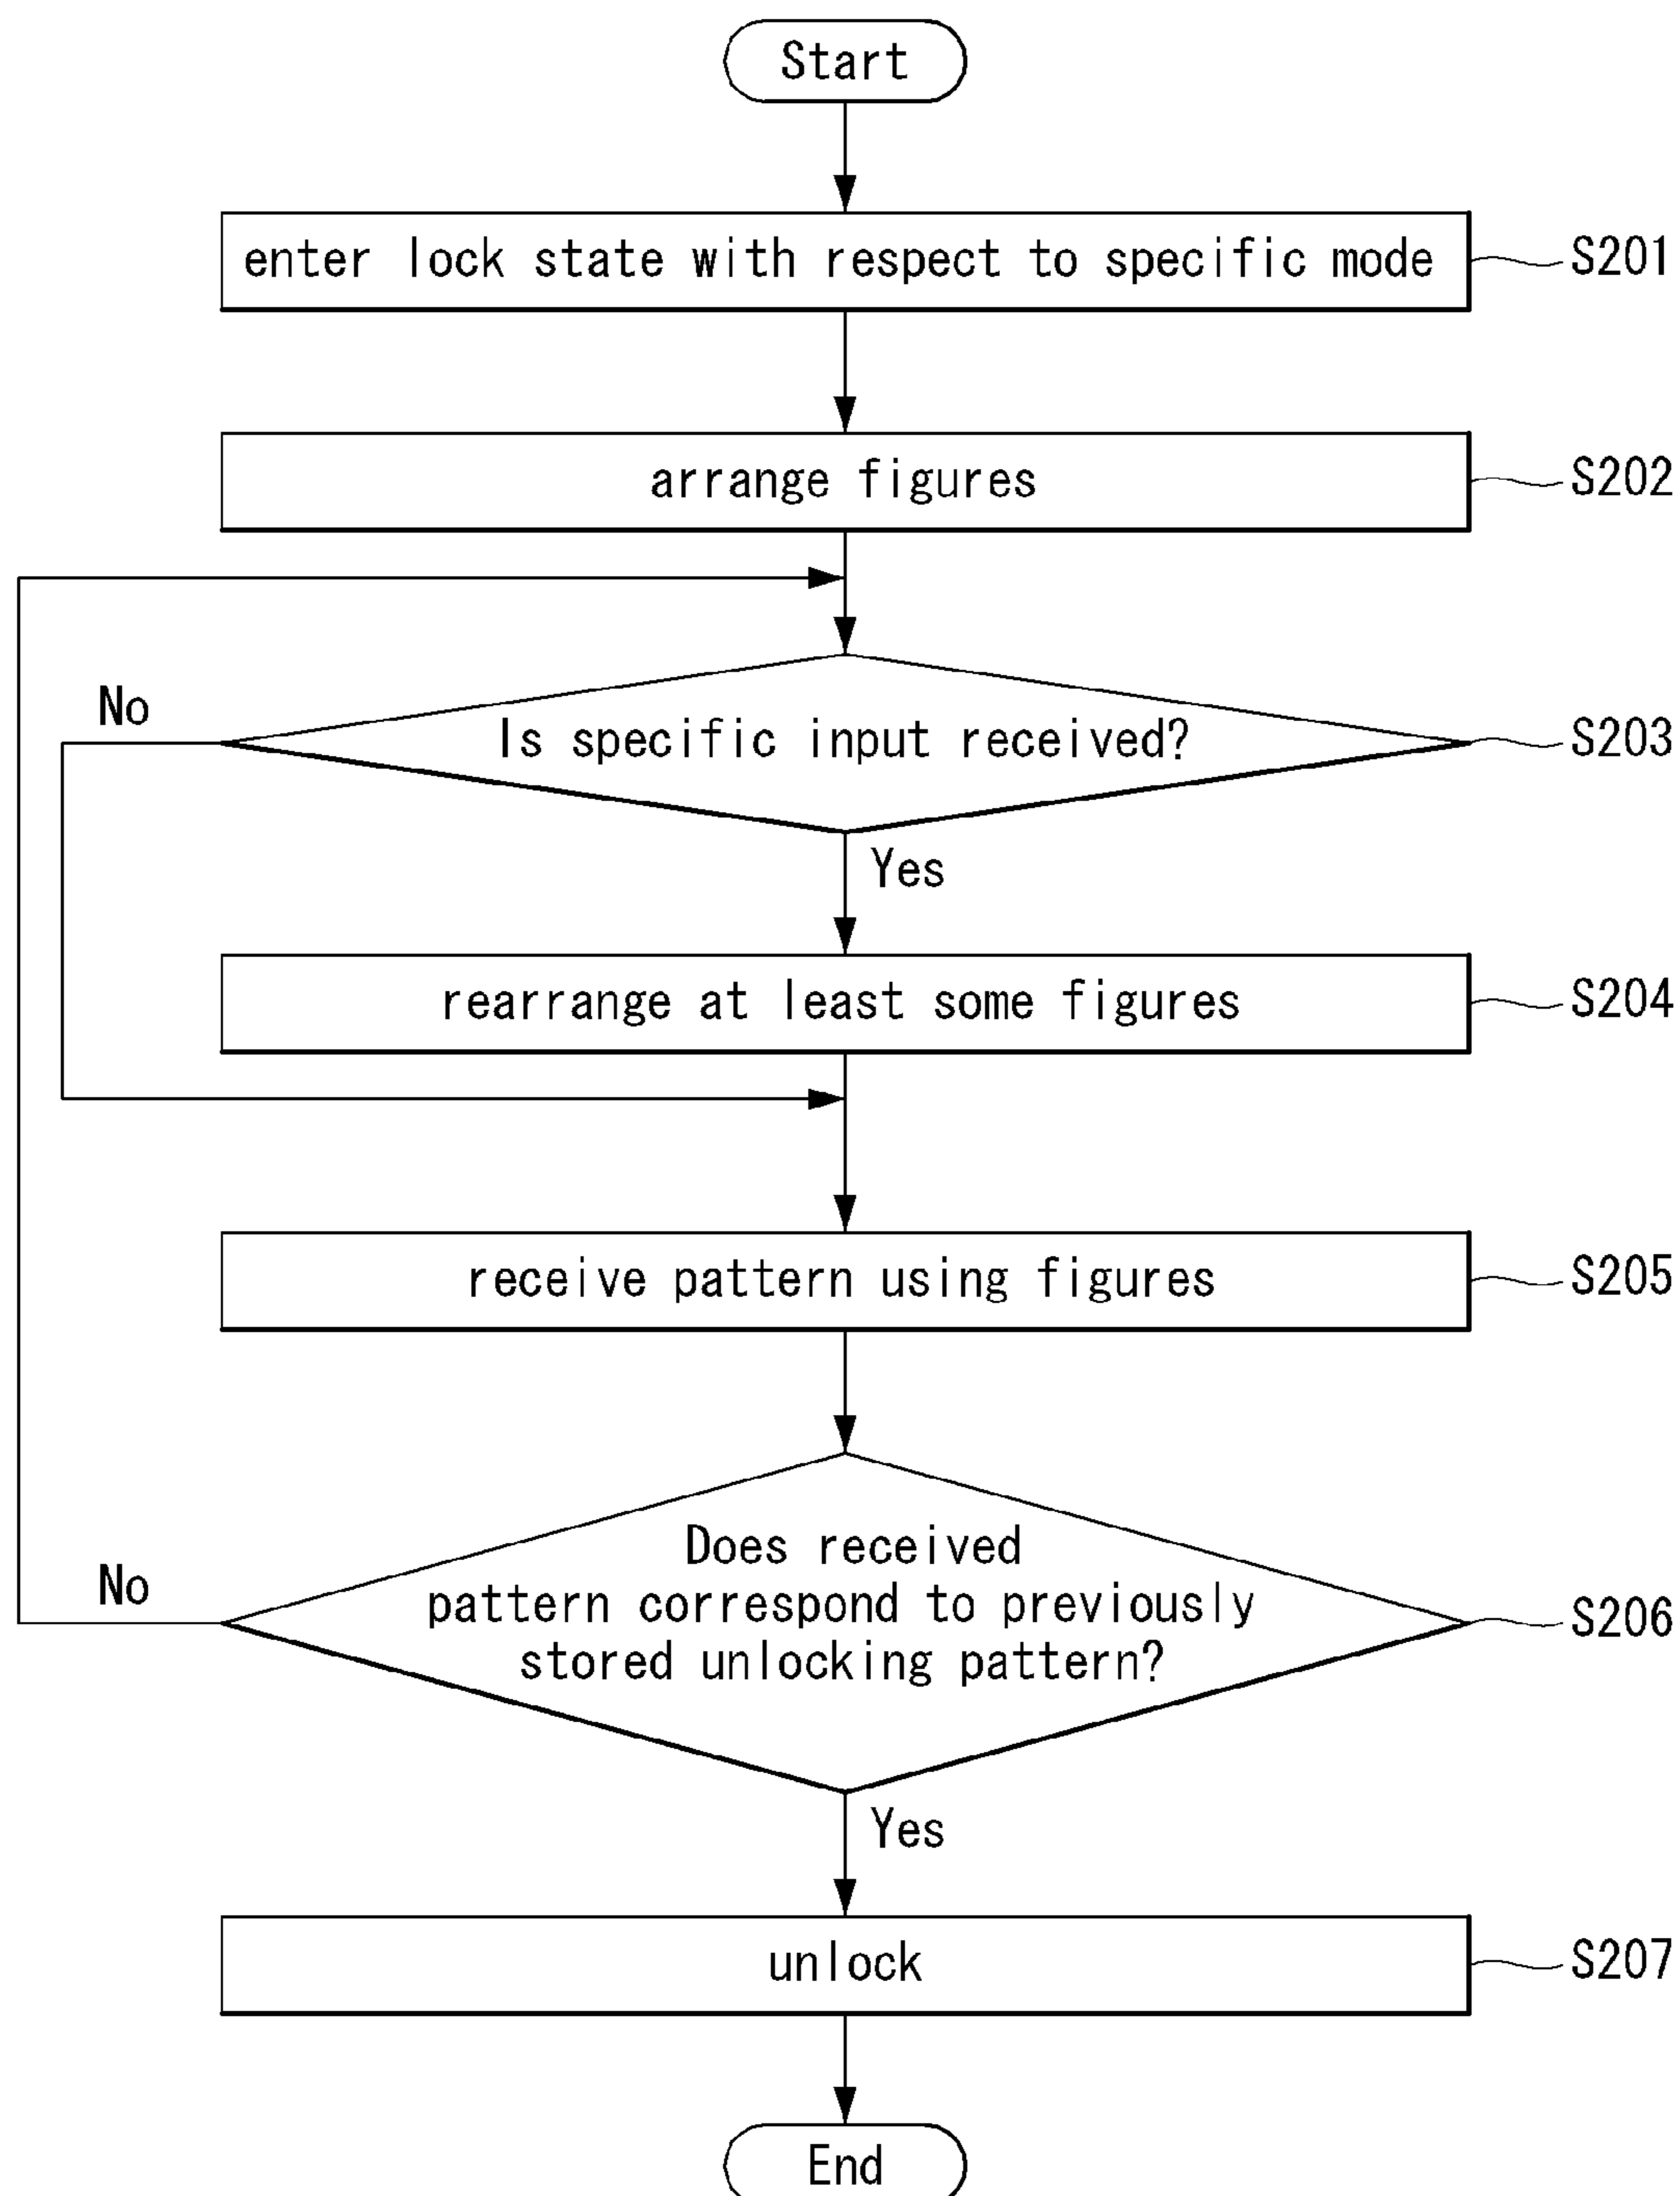 Start
enter lock state with respect to specific mode
S201
arrange figures
S202
No
Is specific input received?
S203
Yes
rearrange at least some figures
S204
receive pattern using figures
S205
No
Does received
pattern correspond to previously
stored unlocking pattern?
S206
Yes
unlock
S207
End